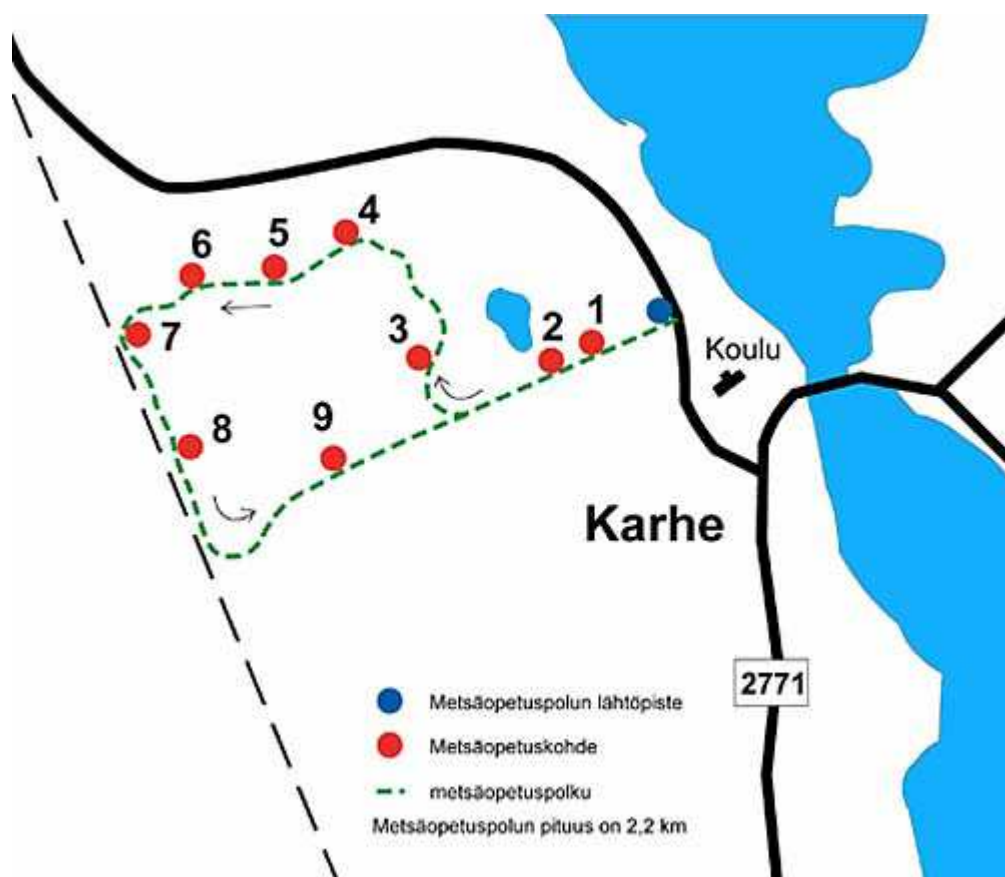 4
5
6
1
2
3
7
Koulu
8
9
Karhe
2771
Metsäopetuspolun lähtöpiste
Metsäopetuskohde
metsäopetuspolku
Metsäopetuspolun pituus on 2,2 km